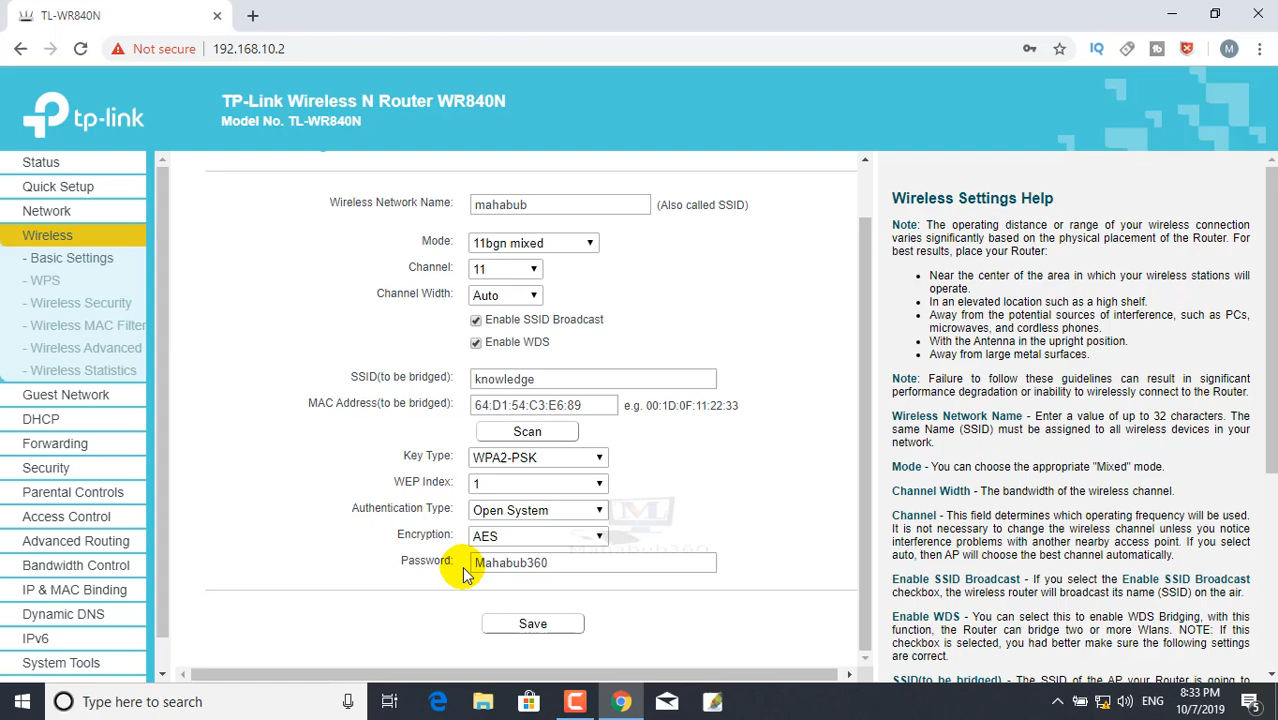 TL-WR840N
Not secure
192.168.10.2
IQ
M
tp-link
TP-Link Wireless N Router WR840N
Model No. TL-WR840N
Status
Quick Setup
Network
Wireless
- Basic Settings
- WPS
- Wireless Security
- Wireless MAC Filter
- Wireless Advanced
- Wireless Statistics
Guest Network
DHCP
Forwarding
Security
Parental Controls
Access Control
Advanced Routing
Bandwidth Control
IP & MAC Binding
Dynamic DNS
IPv6
System Tools
Wireless Network Name: mahabub (Also called SSID)
Mode: 11bgn mixed
Channel: 11
Channel Width: Auto
Enable SSID Broadcast
Enable WDS
SSID(to be bridged): knowledge
MAC Address(to be bridged): 64:D1:54:C3:E6:89 e.g. 00:1D:0F:11:22:33
Scan
Key Type: WPA2-PSK
WEP Index: 1
Authentication Type: Open System
Encryption: AES
Mahabub360
Password: Mahabub360
Save
Wireless Settings Help
Note: The operating distance or range of your wireless connection
varies significantly based on the physical placement of the Router. For
best results, place your Router:
Near the center of the area in which your wireless stations will
operate.
In an elevated location such as a high shelf.
Away from the potential sources of interference, such as PCs,
microwaves, and cordless phones.
With the Antenna in the upright position.
Away from large metal surfaces.
Note: Failure to follow these guidelines can result in significant
performance degradation or inability to wirelessly connect to the Router.
Wireless Network Name - Enter a value of up to 32 characters. The
same Name (SSID) must be assigned to all wireless devices in your
network.
Mode - You can choose the appropriate "Mixed" mode.
Channel Width - The bandwidth of the wireless channel.
Channel - This field determines which operating frequency will be used.
It is not necessary to change the wireless channel unless you notice
interference problems with another nearby access point. If you select
auto, then AP will choose the best channel automatically.
Enable SSID Broadcast - If you select the Enable SSID Broadcast
checkbox, the wireless router will broadcast its name (SSID) on the air.
Enable WDS - You can select this to enable WDS Bridging, with this
function, the Router can bridge two or more Wlans. NOTE: If this
checkbox is selected, you had better make sure the following settings
are correct.
SSID(to be bridged) - The SSID of the AP your Router is going to
Type here to search
ENG
8:33 PM
10/7/2019
5